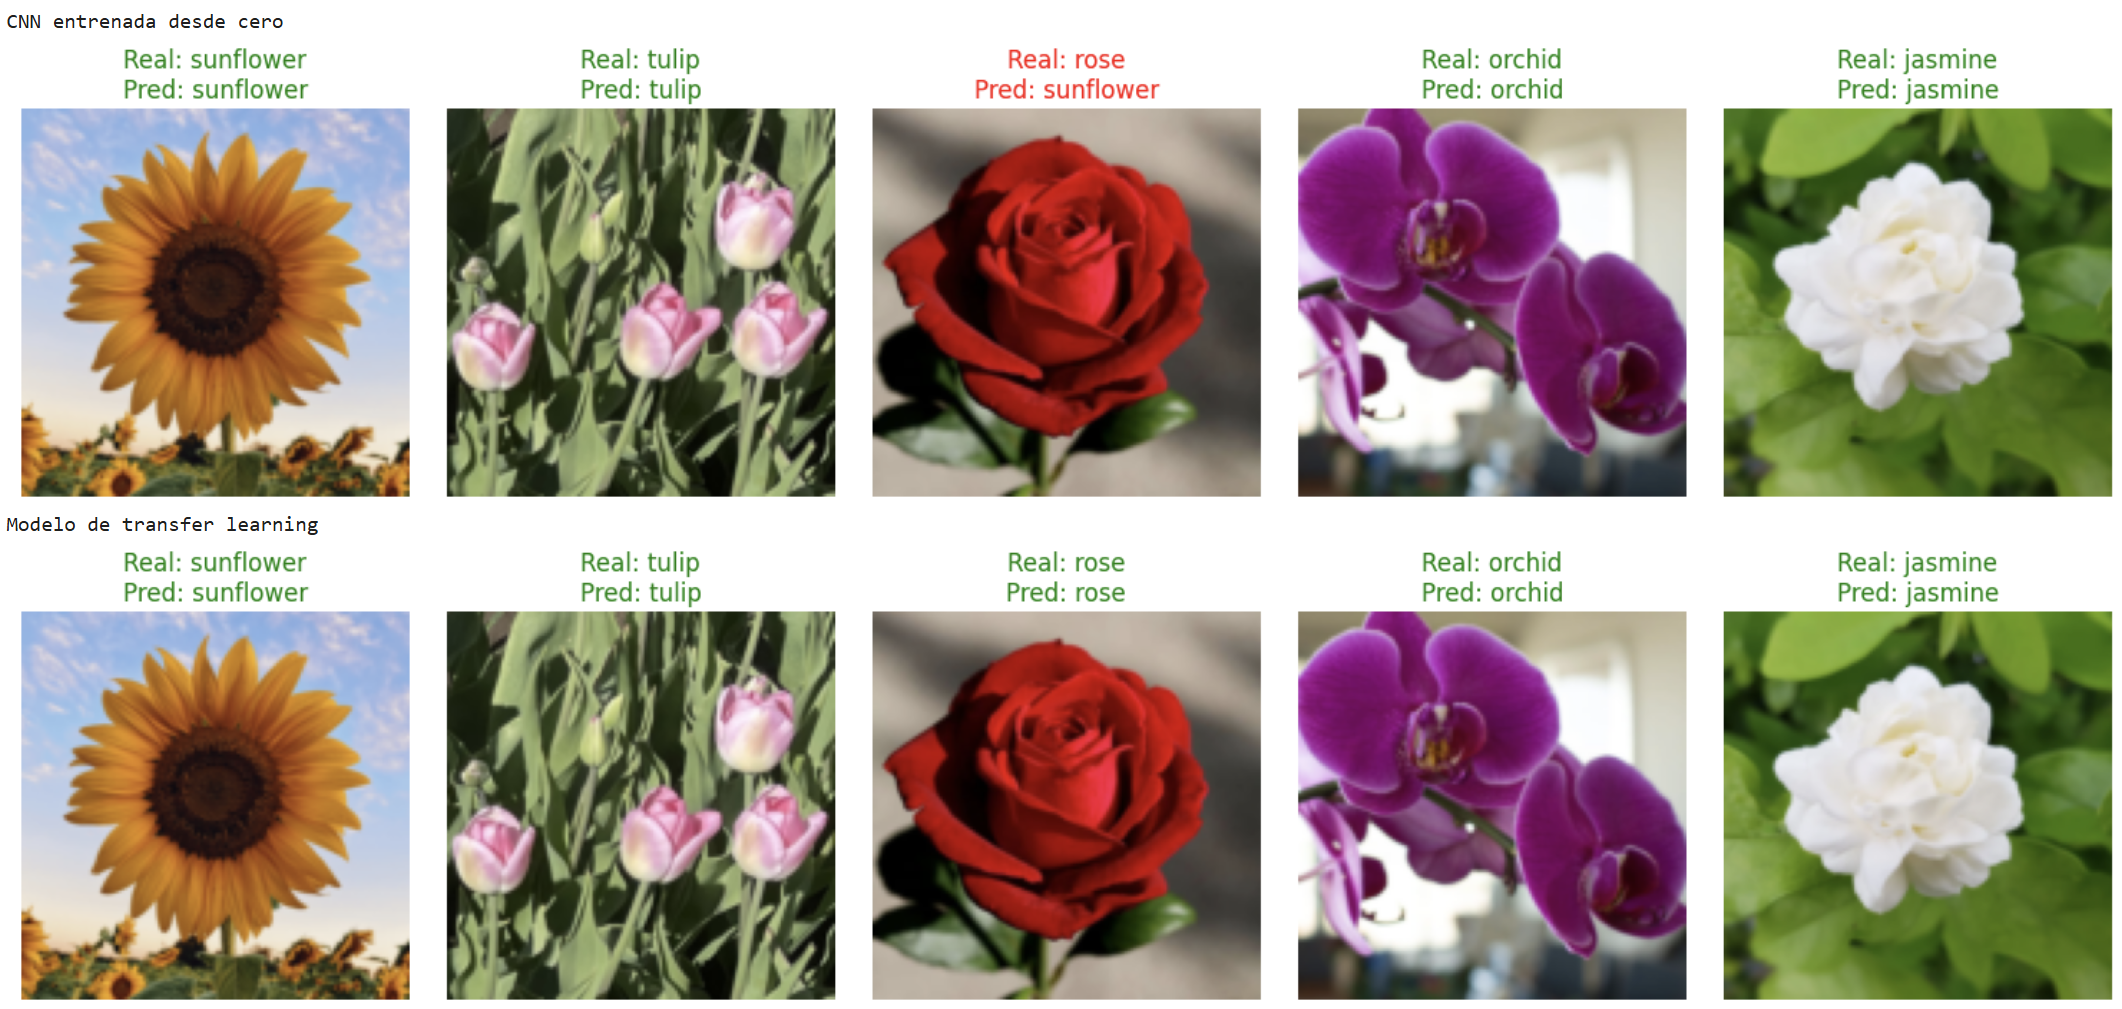 CNN entrenada desde cero
Real: sunflower
Pred: sunflower
Real: tulip
Pred: tulip
Real: rose
Pred: sunflower
Real: orchid
Pred: orchid
Real: jasmine
Pred: jasmine
Modelo de transfer learning
Real: sunflower
Pred: sunflower
Real: tulip
Pred: tulip
Real: rose
Pred: rose
Real: orchid
Pred: orchid
Real: jasmine
Pred: jasmine